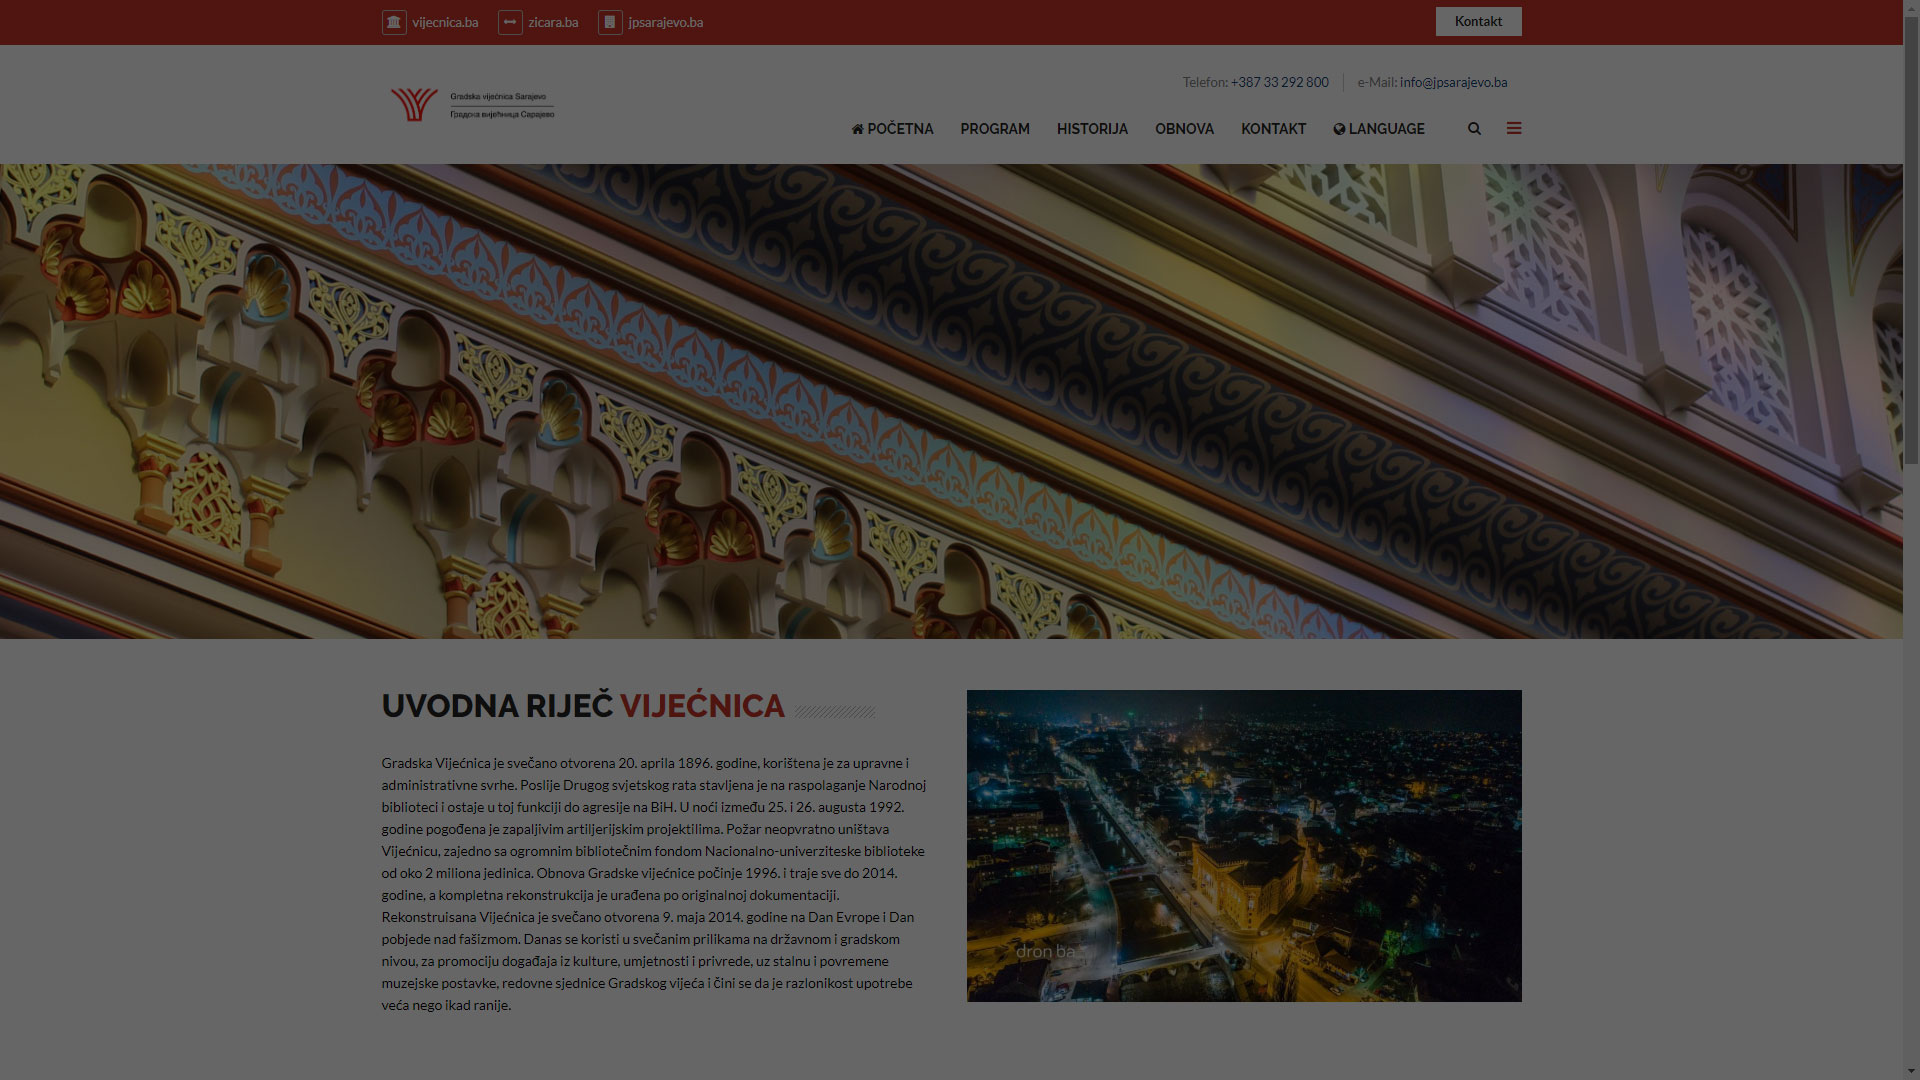 vijecnica.ba
zicara.ba
jpsarajevo.ba
Kontakt
Telefon: +387 33 292 800
e-Mail: info@jpsarajevo.ba
Gradska vijećnica Sarajevo
Градска вијећница Сарајево
POČETNA
PROGRAM
HISTORIJA
OBNOVA
KONTAKT
LANGUAGE
UVODNA RIJEČ VIJEĆNICA
Gradska Vijećnica je svečano otvorena 20. aprila 1896. godine, korištena je za upravne i
administrativne svrhe. Poslije Drugog svjetskog rata stavljena je na raspolaganje Narodnoj
biblioteci i ostaje u toj funkciji do agresije na BiH. U noći između 25. i 26. augusta 1992.
godine pogođena je zapaljivim artiljerijskim projektilima. Požar neopvratno uništava
Vijećnicu, zajedno sa ogromnim bibliotečnim fondom Nacionalno-univerziteske biblioteke
od oko 2 miliona jedinica. Obnova Gradske vijećnice počinje 1996. i traje sve do 2014.
godine, a kompletna rekonstrukcija je urađena po originalnoj dokumentaciji.
Rekonstruisana Vijećnica je svečano otvorena 9. maja 2014. godine na Dan Evrope i Dan
pobjede nad fašizmom. Danas se koristi u svečanim prilikama na državnom i gradskom
nivou, za promociju događaja iz kulture, umjetnosti i privrede, uz stalnu i povremene
muzejske postavke, redovne sjednice Gradskog vijeća i čini se da je razlonikost upotrebe
veća nego ikad ranije.
dron.ba